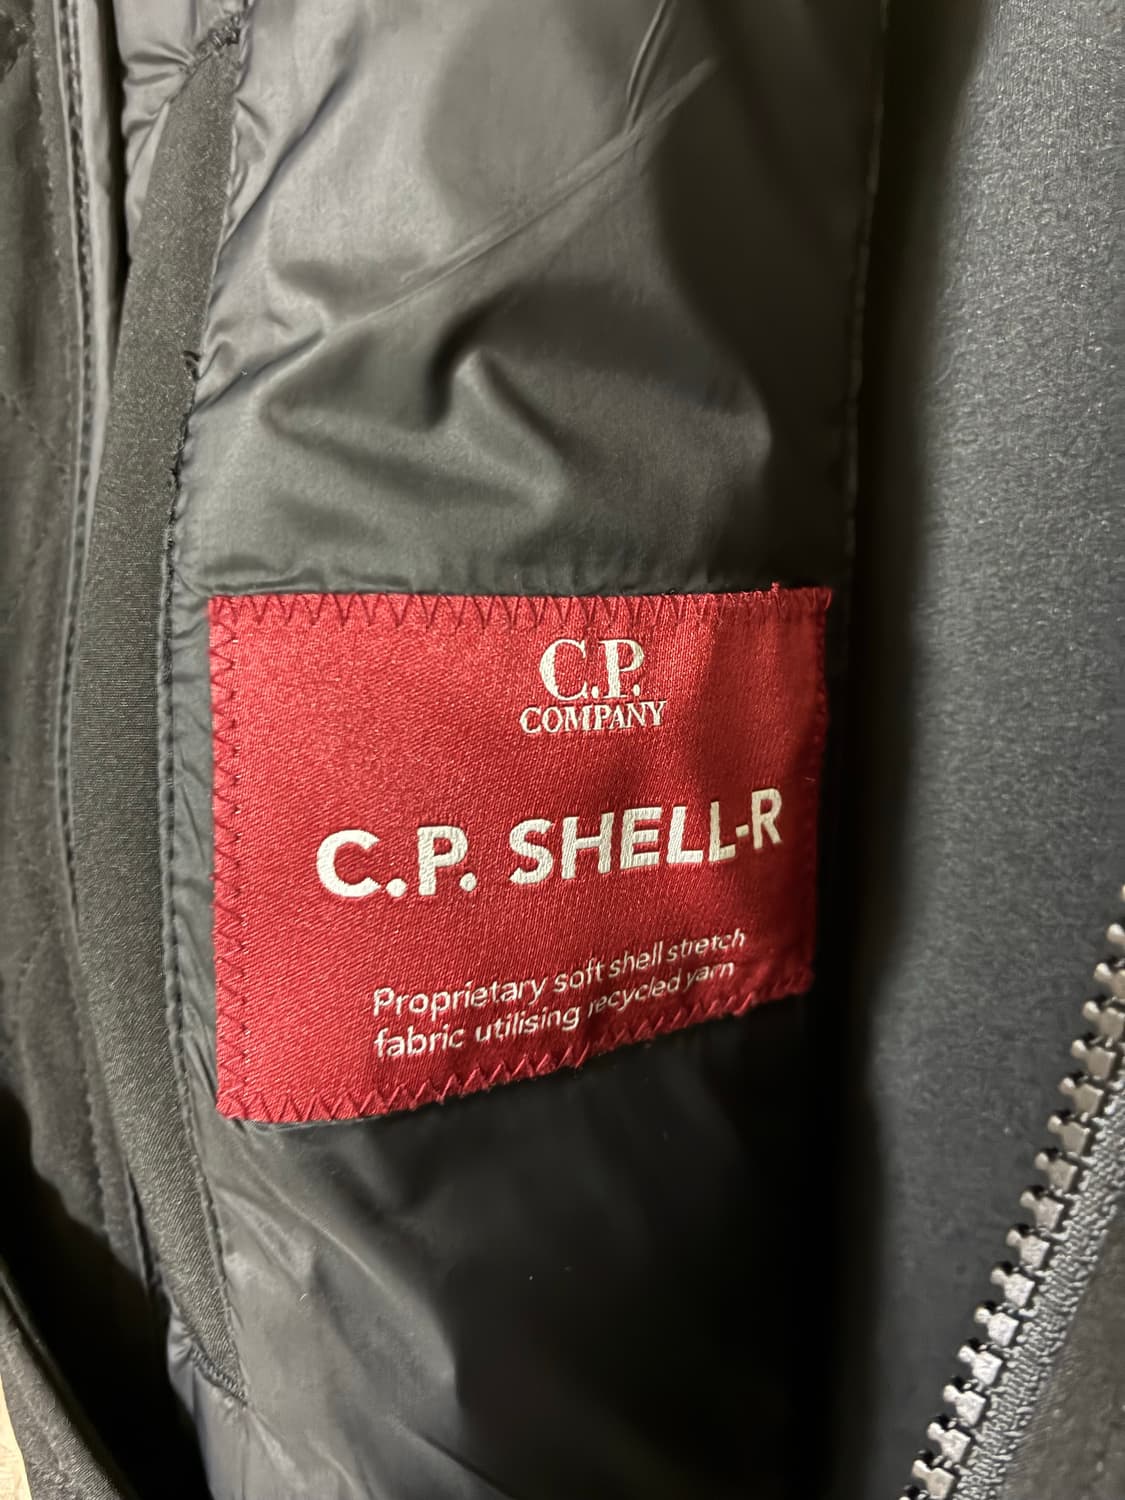 C.P.
COMPANY
C.P. SHELL-R
Proprietary soft shell stretch
fabric utilising recycled yarn